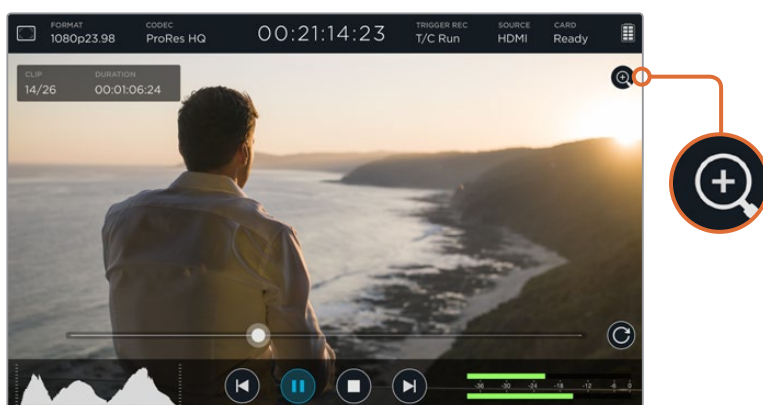 FORMAT CODEC TRIGGER REC SOURCE CARD
1080p23.98 ProRes HQ 00:21:14:23 T/C Run HDMI Ready
CLIP DURATION
14/26 00:01:06:24
-36 -30 -24 -18 -12 -6 0